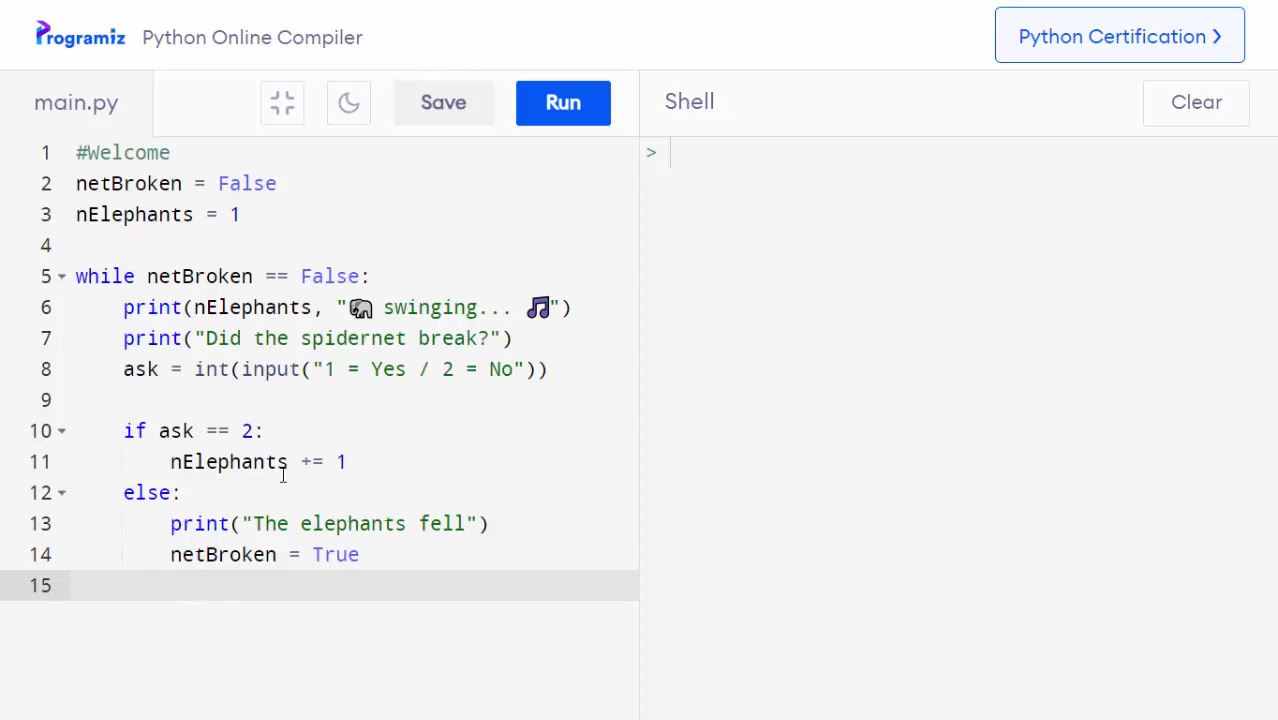 Programiz Python Online Compiler
Python Certification
main.py
Save
Run
Shell
Clear
1 #Welcome
2 netBroken = False
3 nElephants = 1
4
5 while netBroken == False:
6 print(nElephants, "🐘 swinging... 🎵")
7 print("Did the spidernet break?")
8 ask = int(input("1 = Yes / 2 = No"))
9
10 if ask == 2:
11 nElephants += 1
12 else:
13 print("The elephants fell")
14 netBroken = True
15
>